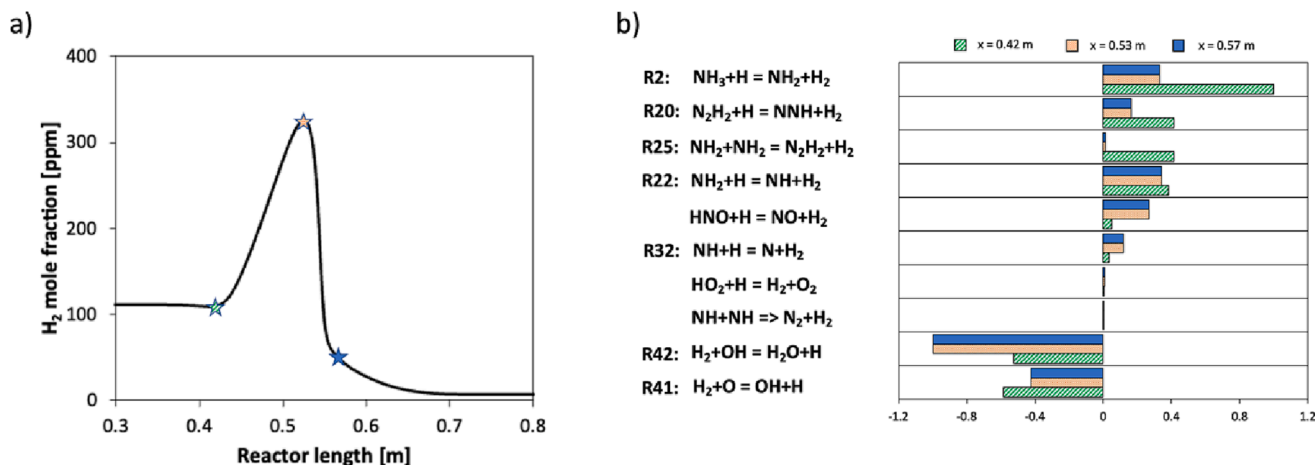 a)
400
300
200
100
0
H₂ mole fraction [ppm]
0.3 0.4 0.5 0.6 0.7 0.8
Reactor length [m]
b)
x = 0.42 m x = 0.53 m x = 0.57 m
R2: NH₃+H = NH₂+H₂
R20: N₂H₂+H = NNH+H₂
R25: NH₂+NH₂ = N₂H₂+H₂
R22: NH₂+H = NH+H₂
HNO+H = NO+H₂
R32: NH+H = N+H₂
HO₂+H = H₂+O₂
NH+NH => N₂+H₂
R42: H₂+OH = H₂O+H
R41: H₂+O = OH+H
-1.2 -0.8 -0.4 0 0.4 0.8 1.2